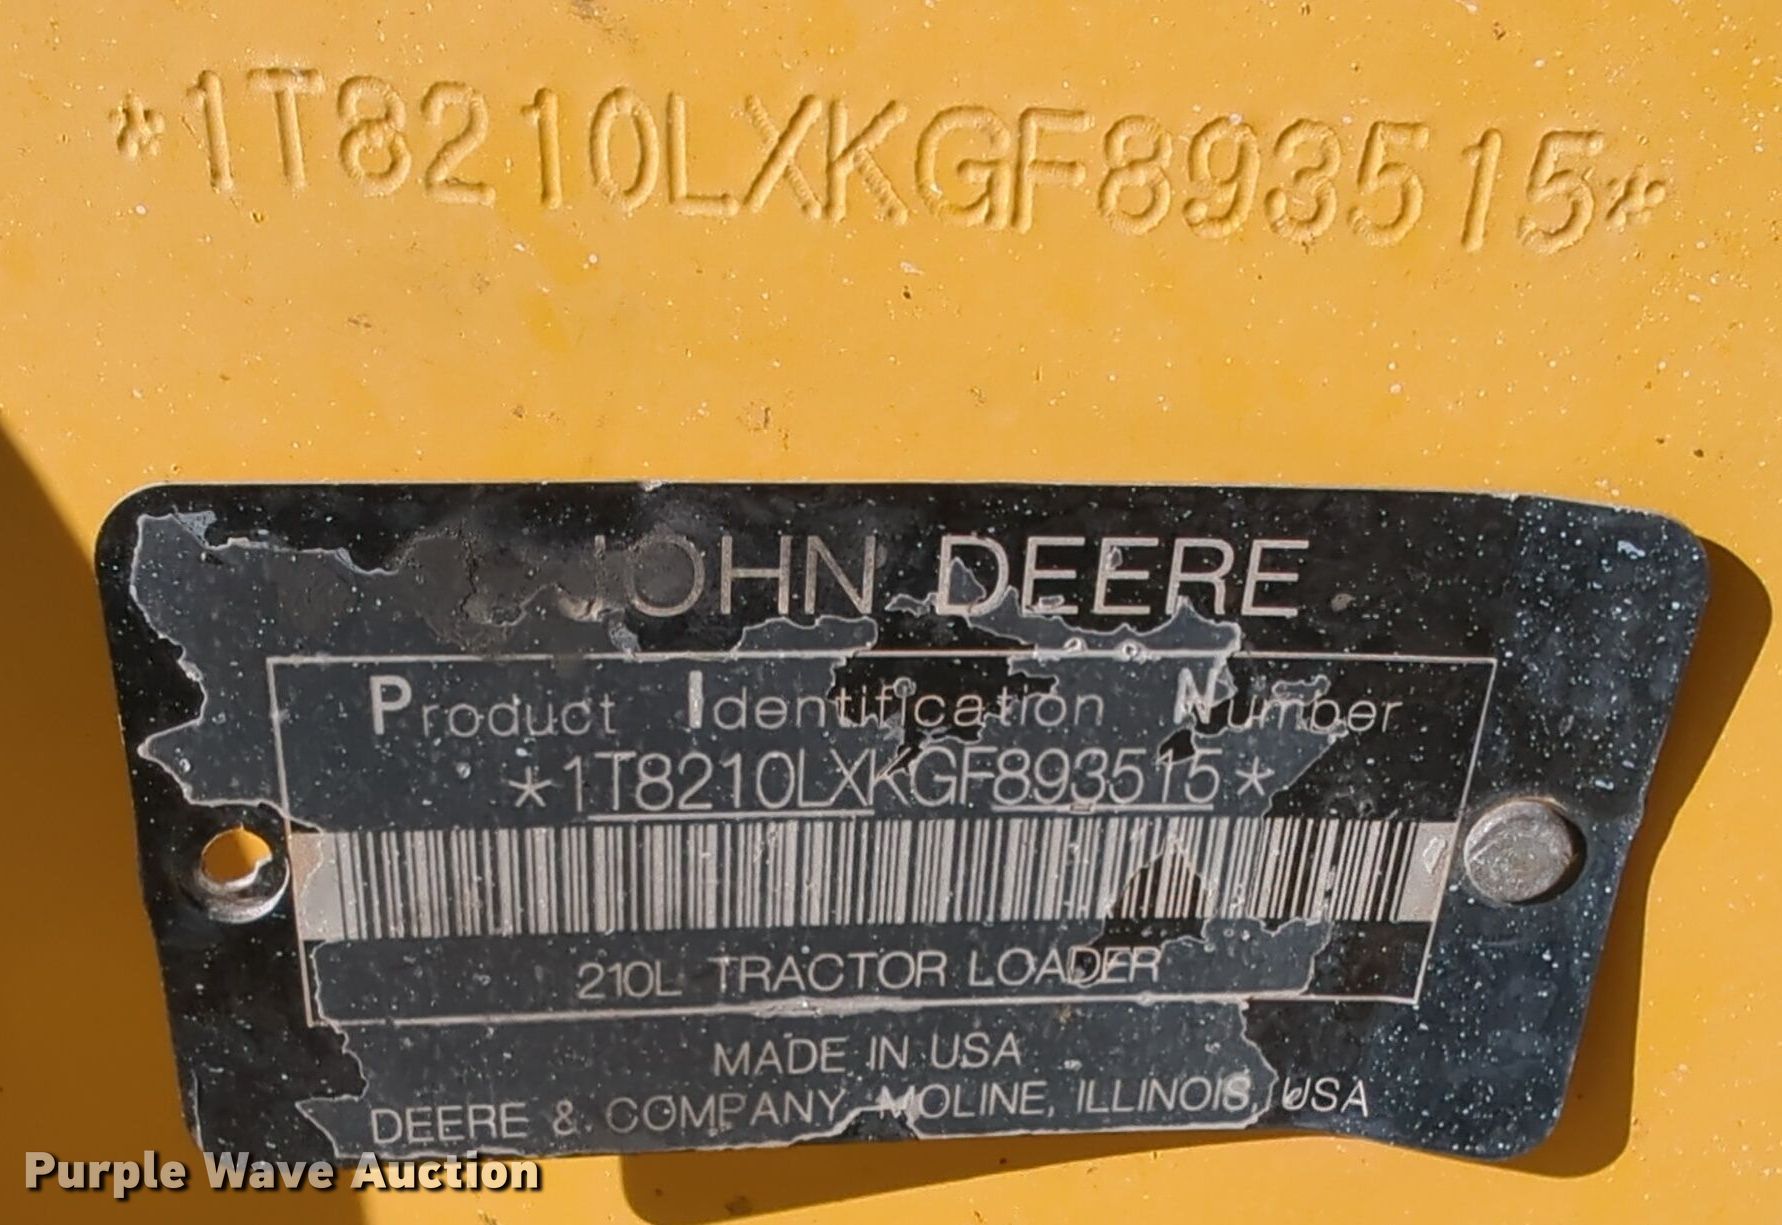 *1T8210LXKGF893515*
JOHN DEERE
Product Identification Number
*1T8210LXKGF893515*
210L TRACTOR LOADER
MADE IN USA
DEERE & COMPANY, MOLINE, ILLINOIS, USA
Purple Wave Auction